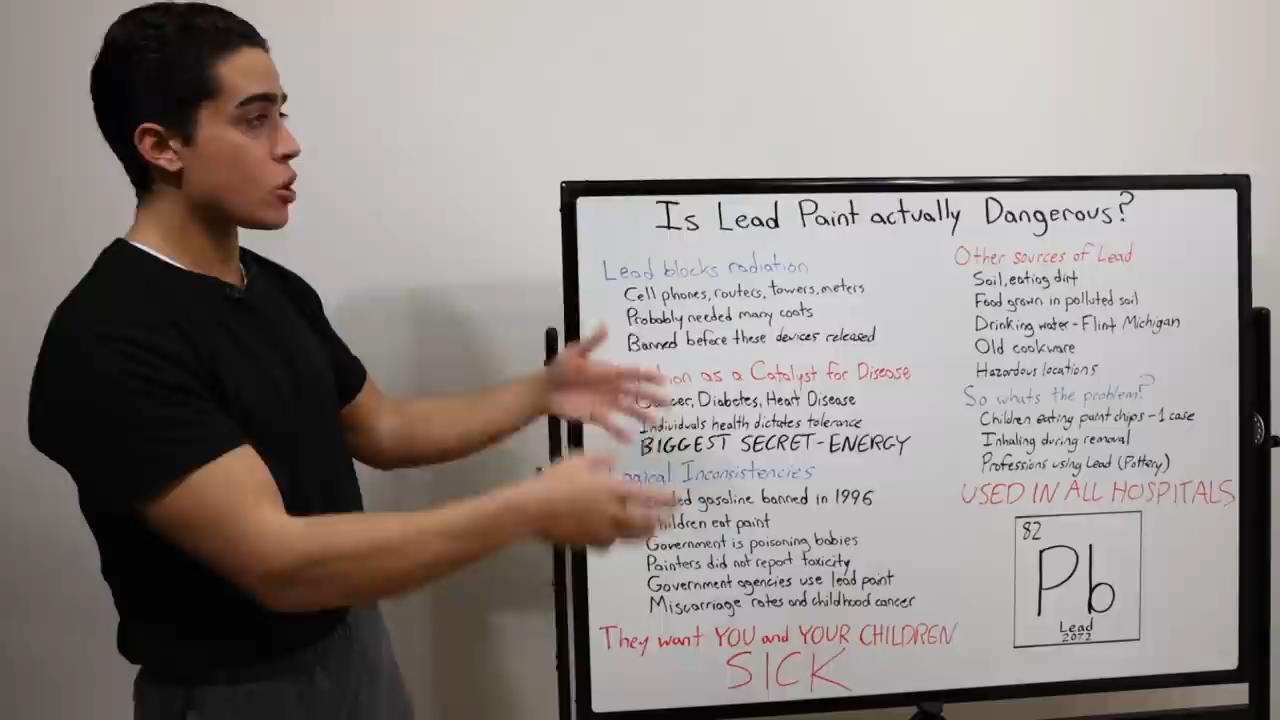 Is Lead Paint actually Dangerous?
Lead blocks radiation
Cell phones, routers, towers, meters
Probably needed many coats
Banned before these devices released
as a Catalyst for Disease
Diabetes, Heart Disease
Individuals health dictates tolerance
BIGGEST SECRET - ENERGY
Inconsistencies
gasoline banned in 1996
Children eat paint
Government is poisoning babies
Painters did not report toxicity
Government agencies use lead paint
Miscarriage rates and childhood cancer
They want YOU and YOUR CHILDREN
SICK
Other sources of Lead
Soil, eating dirt
Food grown in polluted soil
Drinking water - Flint Michigan
Old cookware
Hazardous locations
So whats the problem?
Children eating paint chips - 1 case
Inhaling during removal
Professions using Lead (Pottery)
USED IN ALL HOSPITALS
82
Pb
Lead
207.2